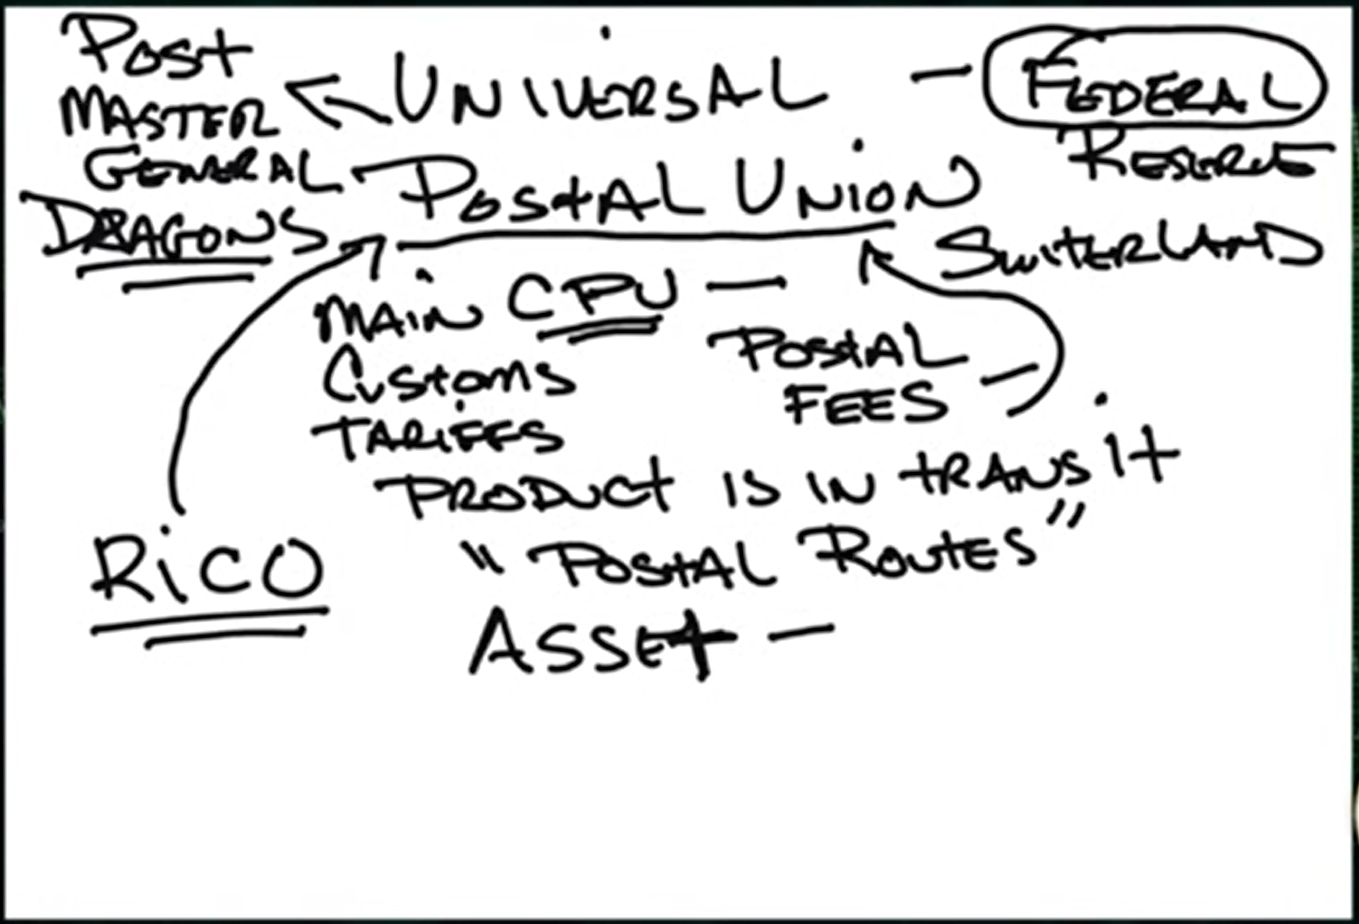 POST
MASTER
GENERAL
DRAGONS
UNIVERSAL
POSTAL UNION
— FEDERAL
RESERVE
SWITERLAND
MAIN CPU —
CUSTOMS
TARIFFS
POSTAL
FEES —
PRODUCT IS IN TRANSIT
"POSTAL ROUTES"
ASSET —
RICO